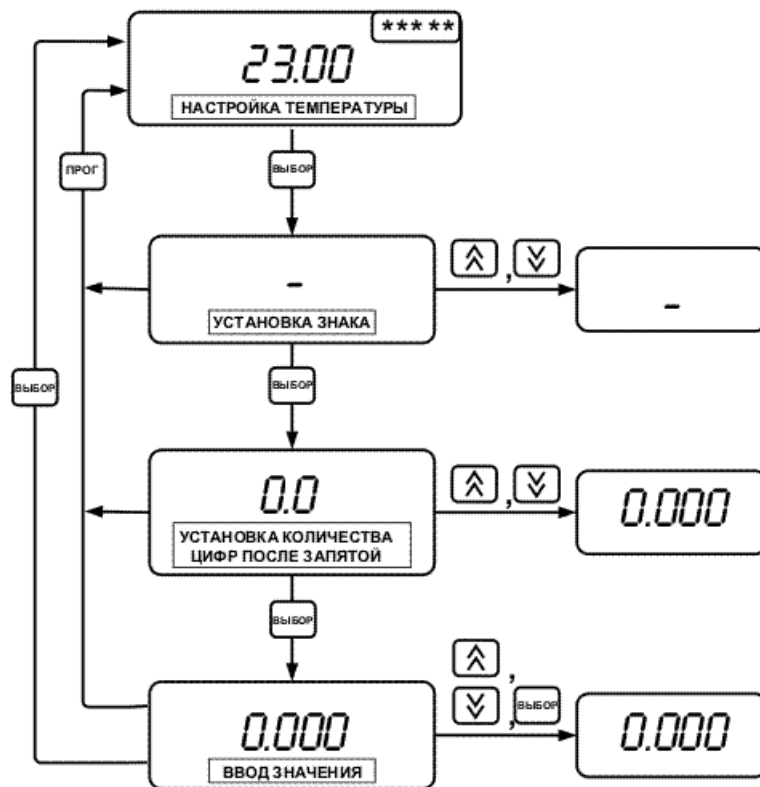 *** **
23.00
НАСТРОЙКА ТЕМПЕРАТУРЫ
ПРОГ
ВЫБОР
-
УСТАНОВКА ЗНАКА
,
-
ВЫБОР
ВЫБОР
0.0
УСТАНОВКА КОЛИЧЕСТВА
ЦИФР ПОСЛЕ ЗАПЯТОЙ
,
0.000
ВЫБОР
,
, ВЫБОР
0.000
ВВОД ЗНАЧЕНИЯ
0.000